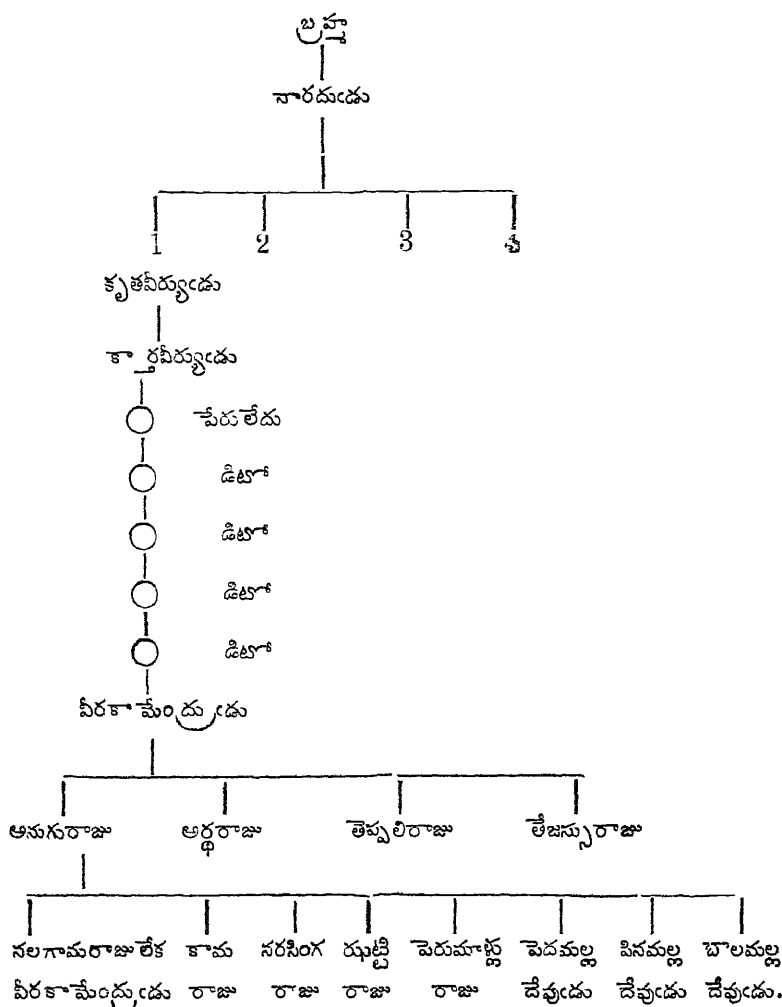 బ్రహ్మ
నారదుఁడు
1 2 3 4
కృతవీర్యుఁడు
కార్తవీర్యుఁడు
పేరులేదు
డిటో
డిటో
డిటో
డిటో
వీరకామేంద్రుఁడు
అనుగురాజు అర్థరాజు తెప్పలిరాజు తేజస్సురాజు
నలగామరాజులేక కామ నరసింగ ఝట్టి పెరుమాళ్లు పెదమల్ల పినమల్ల బాలమల్ల
వీరకామేంద్రుఁడు రాజు రాజు రాజు రాజు దేవుఁడు దేవుఁడు దేవుఁడు.